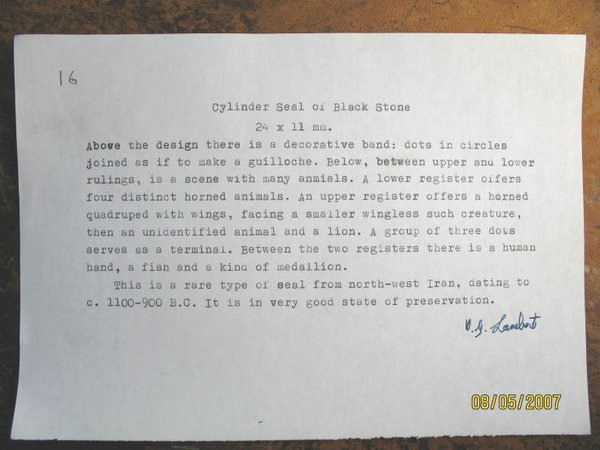 16
Cylinder Seal of Black Stone
24 x 11 mm.
Above the design there is a decorative band: dots in circles
joined as if to make a guilloche. Below, between upper and lower
rulings, is a scene with many anmials. A lower register offers
four distinct horned animals. An upper register offers a horned
quadruped with wings, facing a smaller wingless such creature,
then an unidentified animal and a lion. A group of three dots
serves as a terminal. Between the two registers there is a human
hand, a fish and a kind of medallion.
This is a rare type of seal from north-west Iran, dating to
c. 1100-900 B.C. It is in very good state of preservation.
W. G. Lambert
08/05/2007